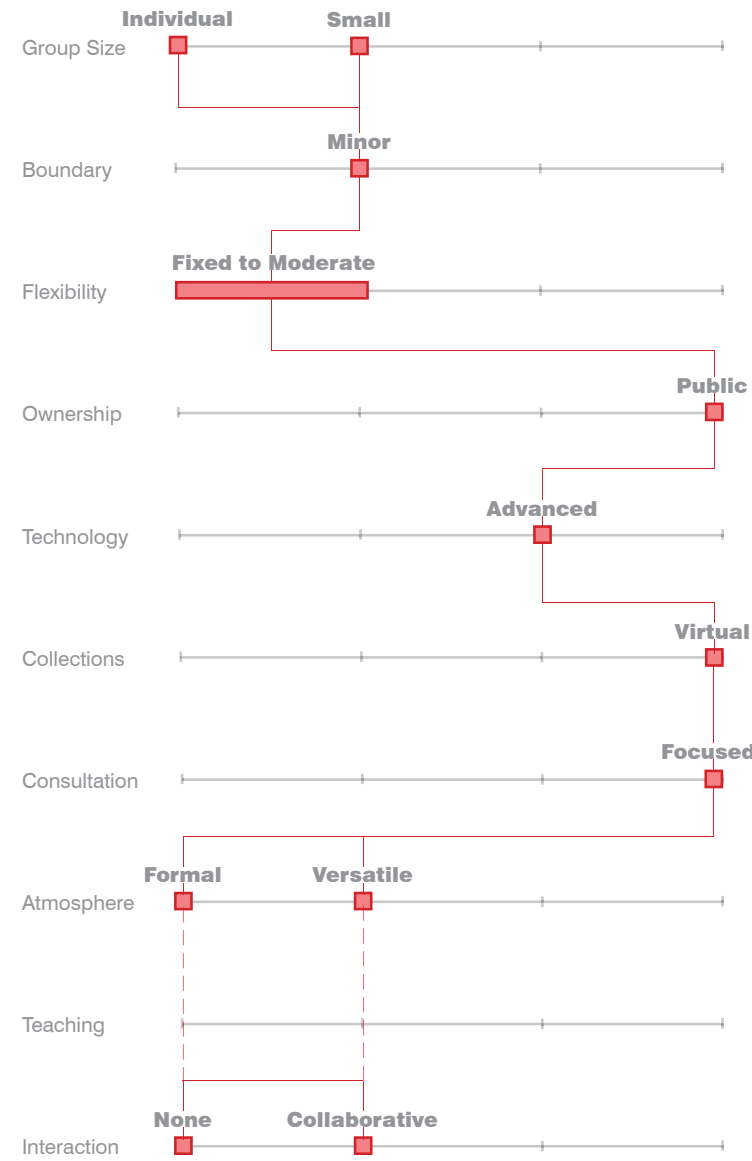 Individual Small
Group Size
Minor
Boundary
Fixed to Moderate
Flexibility
Public
Ownership
Advanced
Technology
Virtual
Collections
Focused
Consultation
Formal Versatile
Atmosphere
Teaching
None Collaborative
Interaction